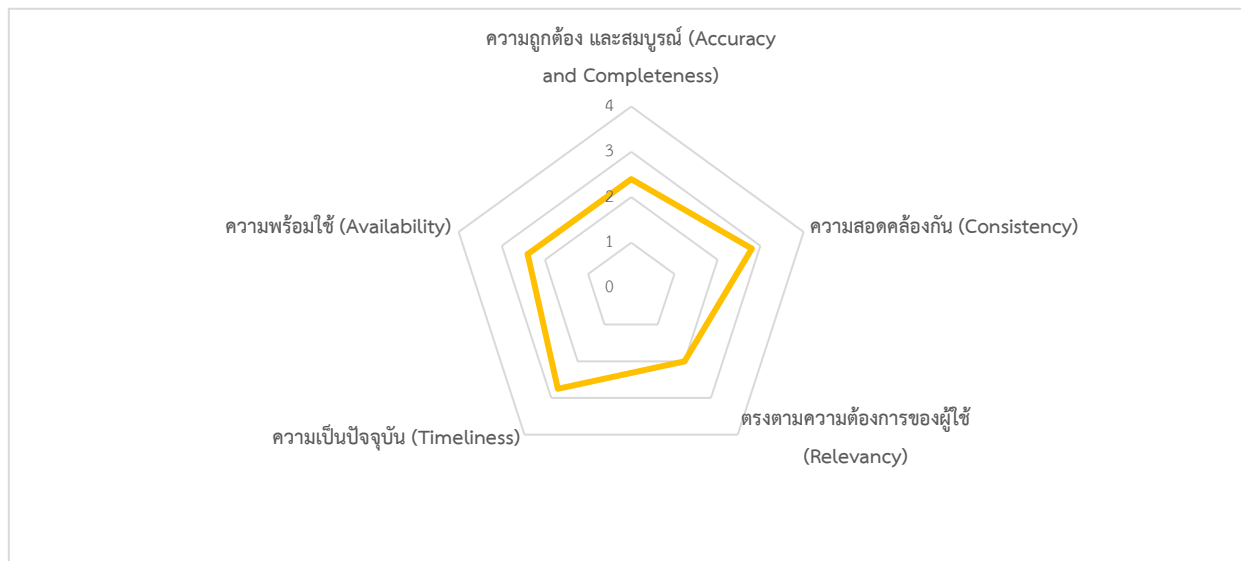 ความถูกต้อง และสมบูรณ์ (Accuracy
and Completeness)
4
3
2
1
0
ความพร้อมใช้ (Availability)
ความสอดคล้องกัน (Consistency)
ความเป็นปัจจุบัน (Timeliness)
ตรงตามความต้องการของผู้ใช้
(Relevancy)